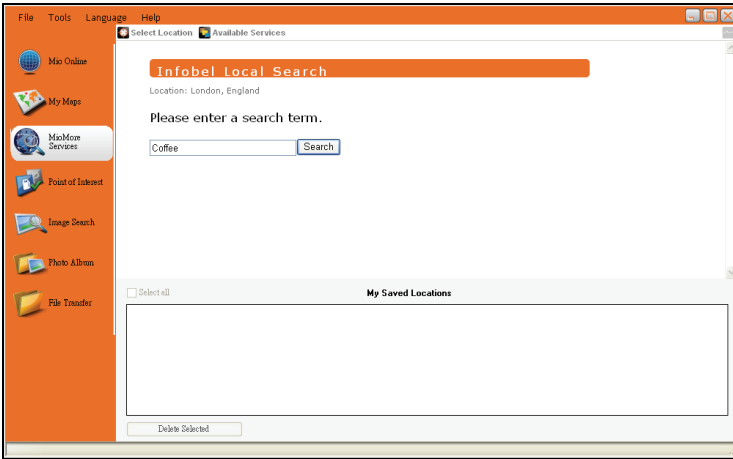 File Tools Language Help
Select Location Available Services
Mio Online
My Maps
MioMore
Services
Point of Interest
Image Search
Photo Album
File Transfer
Infobel Local Search
Location: London, England
Please enter a search term.
Coffee Search
Select all My Saved Locations
Delete Selected